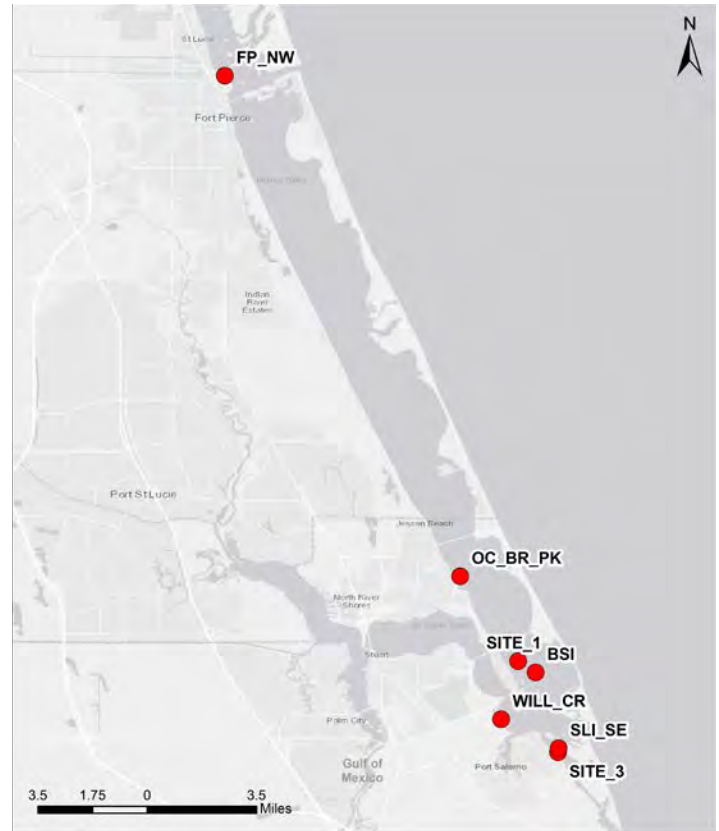 N
St Lucie
FP_NW
Fort Pierce
Indian
River
Estates
Port St Lucie
Jensen Beach
OC_BR_PK
North River
Shores
SITE_1
BSI
Stuart
WILL_CR
Palm City
SLI_SE
Gulf of
Mexico
Port Salerno
SITE_3
3.5 1.75 0 3.5
Miles